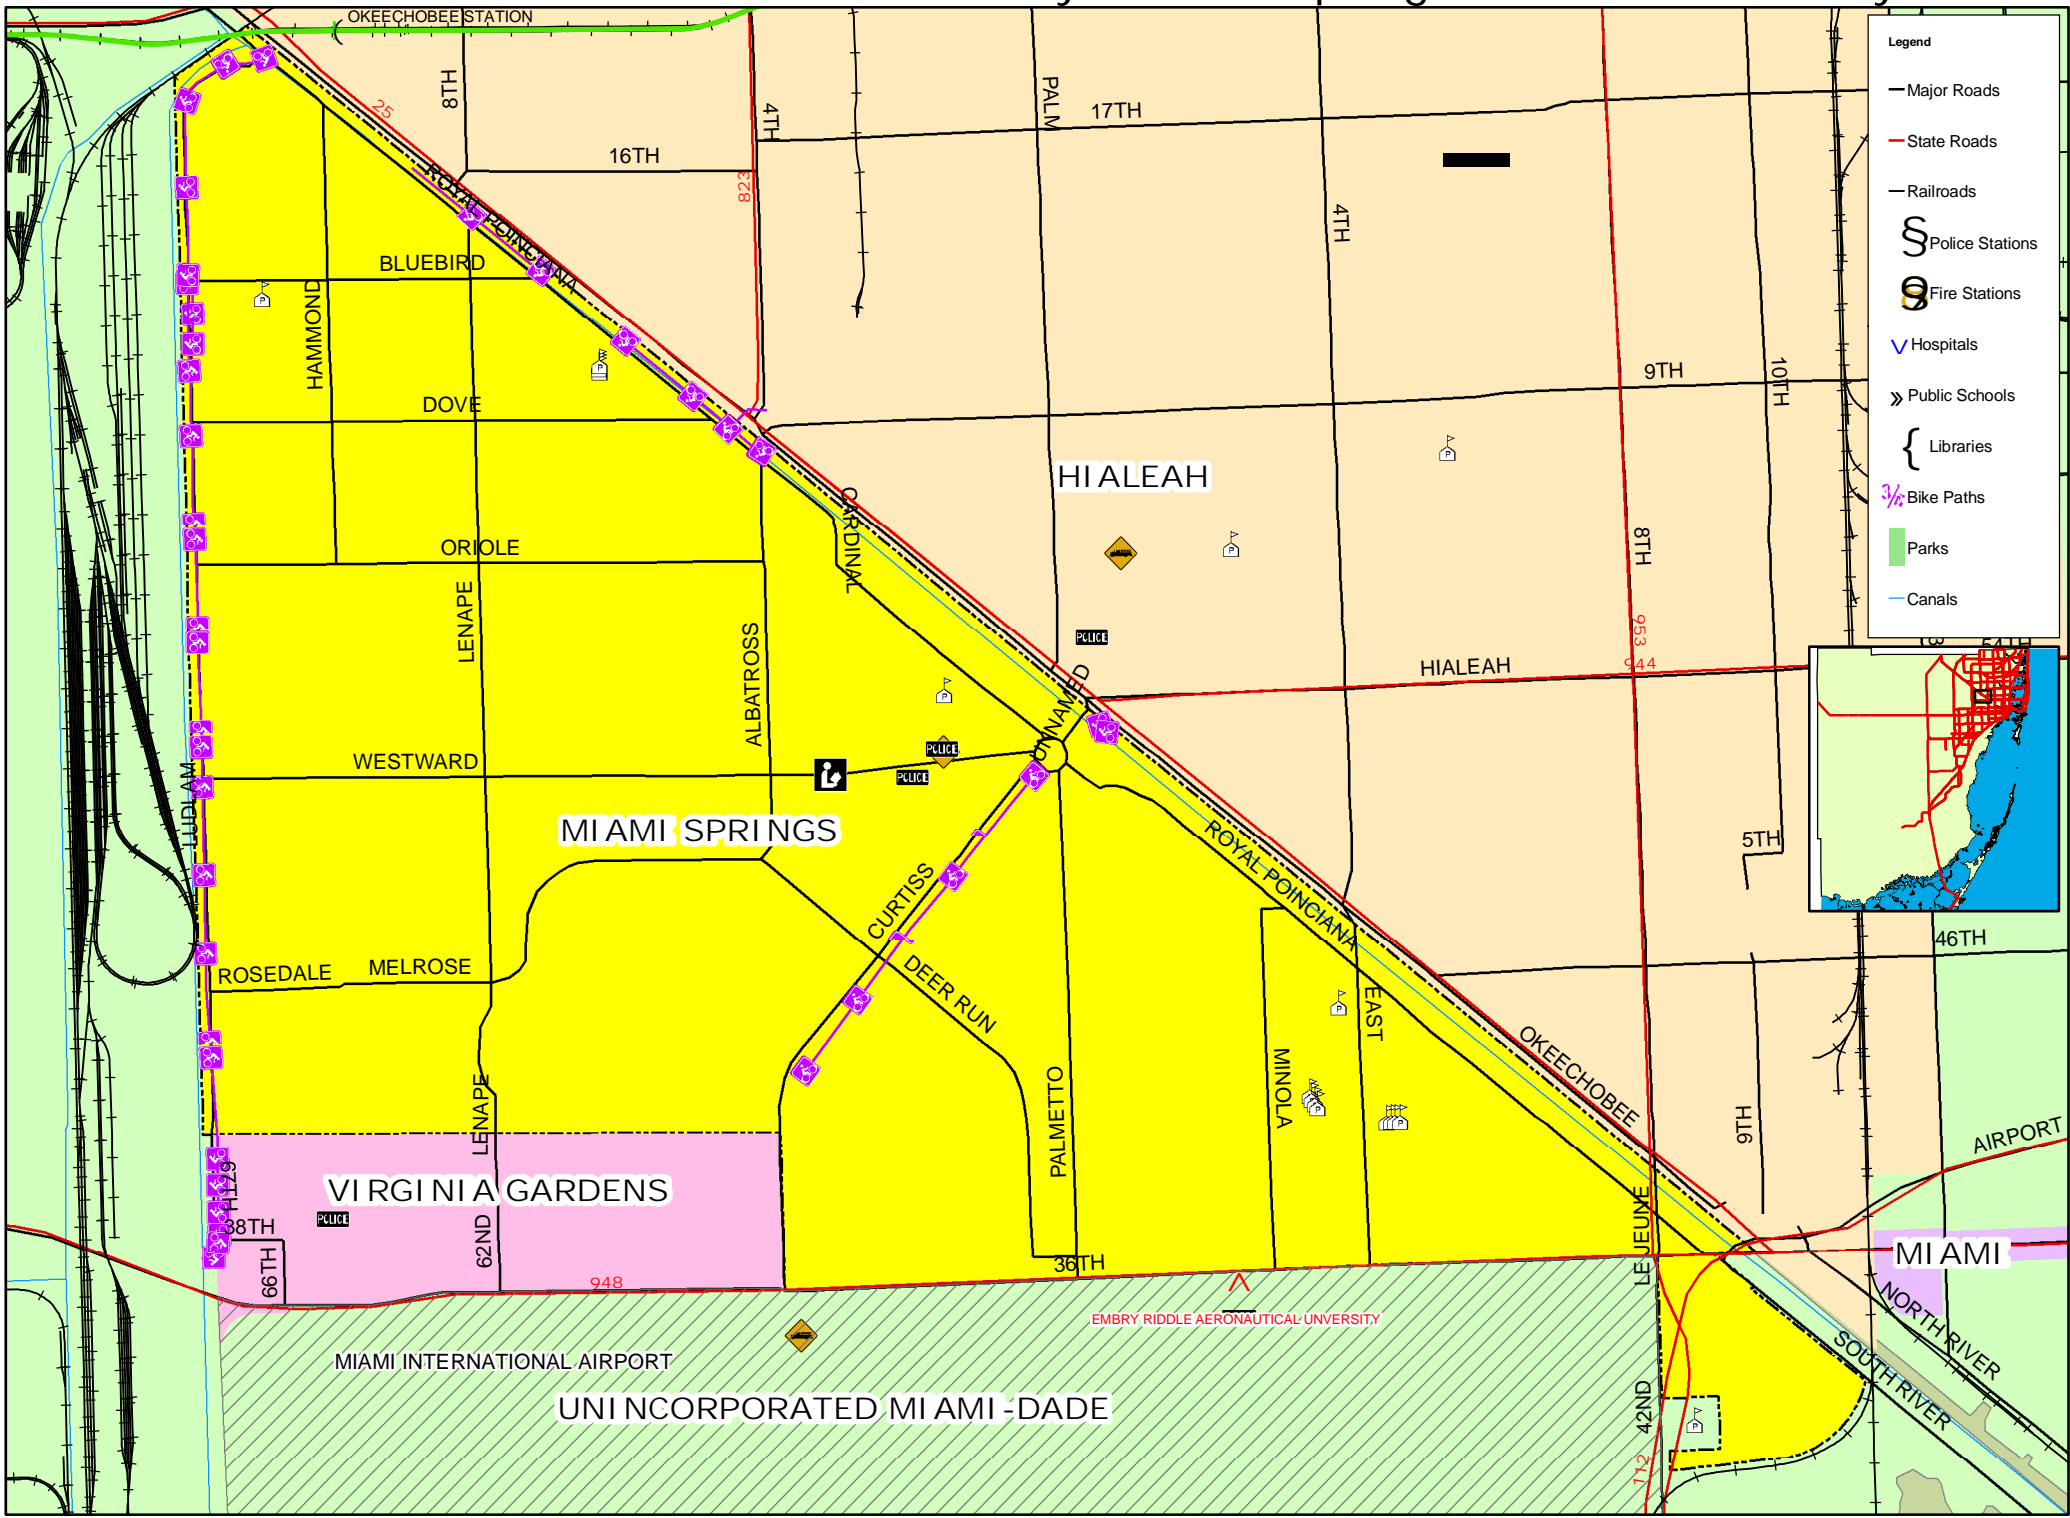 OKEECHOBEE STATION
Legend
Major Roads
State Roads
Railroads
Police Stations
Fire Stations
Hospitals
Public Schools
Libraries
Bike Paths
Parks
Canals
25
8TH
4TH
PALM
17TH
16TH
823
ROYAL POINCIANA
4TH
BLUEBIRD
HAMMOND
DOVE
9TH
10TH
HIALEAH
CARDINAL
ORIOLE
8TH
LENAPE
ALBATROSS
POLICE
953
944
HIALEAH
54TH
UNNAMED
POLICE
POLICE
WESTWARD
LUDLAM
MIAMI SPRINGS
ROYAL POINCIANA
5TH
CURTISS
46TH
ROSEDALE
MELROSE
DEER RUN
EAST
OKEECHOBEE
MINOLA
PALMETTO
LENAPE
9TH
AIRPORT
67TH
VIRGINIA GARDENS
POLICE
38TH
66TH
62ND
LE JEUNE
36TH
948
MIAMI
EMBRY RIDDLE AERONAUTICAL UNVERSITY
NORTH RIVER
SOUTH RIVER
MIAMI INTERNATIONAL AIRPORT
UNINCORPORATED MIAMI-DADE
42ND
112